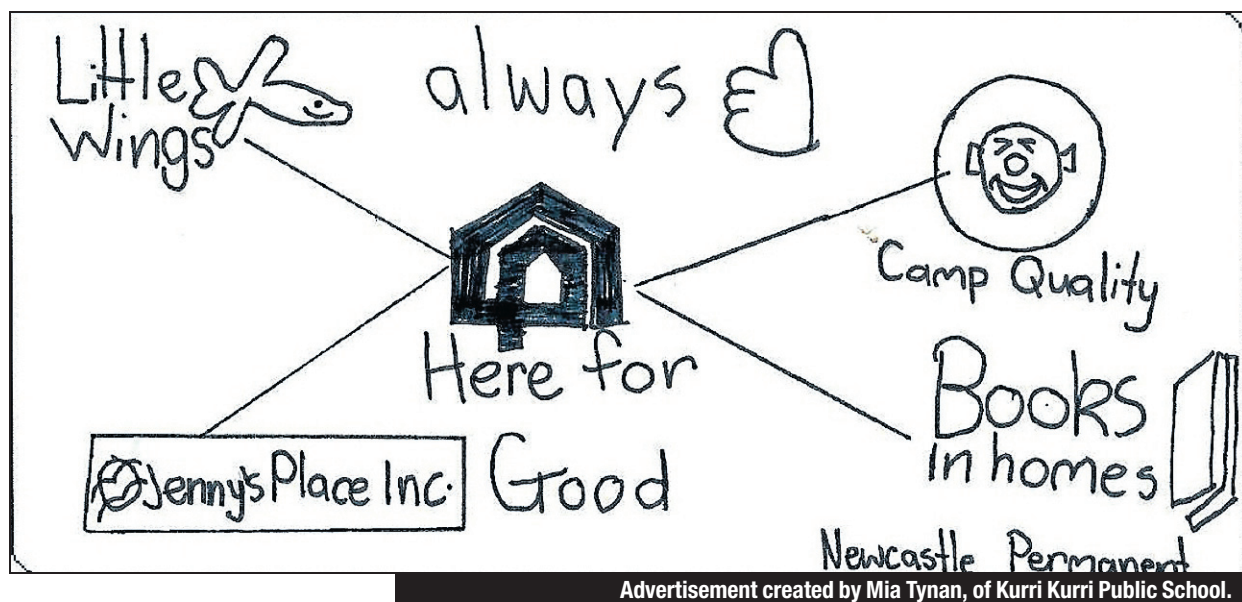 Little
Wings
always
Camp Quality
Here for
Good
Jenny's Place Inc.
Books
in homes
Newcastle Permanent
Advertisement created by Mia Tynan, of Kurri Kurri Public School.